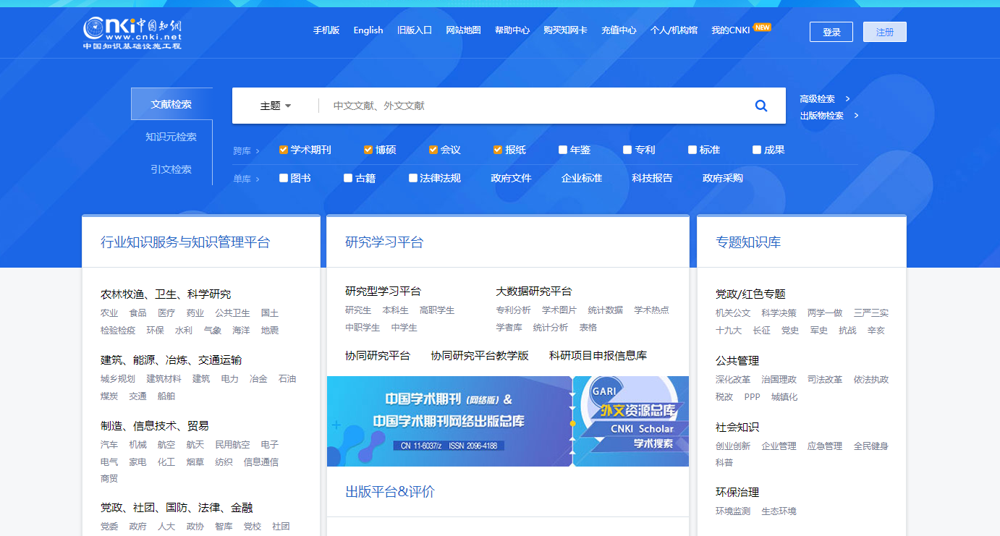 Cnki中国知网
www.cnki.net
中国知识基础设施工程
手机版 English 旧版入口 网站地图 帮助中心 购买知网卡 充值中心 个人/机构馆 我的CNKI NEW 登录 注册
文献检索 主题 中文文献、外文文献 高级检索 >
出版物检索 >
知识元检索
引文检索
跨库 > 学术期刊 博硕 会议 报纸 年鉴 专利 标准 成果
单库 > 图书 古籍 法律法规 政府文件 企业标准 科技报告 政府采购
行业知识服务与知识管理平台
农林牧渔、卫生、科学研究
农业 食品 医疗 药业 公共卫生 国土
检验检疫 环保 水利 气象 海洋 地震
建筑、能源、冶炼、交通运输
城乡规划 建筑材料 建筑 电力 冶金 石油
煤炭 交通 船舶
制造、信息技术、贸易
汽车 机械 航空 航天 民用航空 电子
电气 家电 化工 烟草 纺织 信息通信
商贸
党政、社团、国防、法律、金融
党委 政府 人大 政协 智库 党校 社团
研究学习平台
研究型学习平台
研究生 本科生 高职学生
中职学生 中学生
大数据研究平台
专利分析 学术图片 统计数据 学术热点
学者库 统计分析 表格
协同研究平台 协同研究平台教学版 科研项目申报信息库
中国学术期刊(网络版)&
中国学术期刊网络出版总库
CN 11-6037/z ISSN 2096-4188
GARI
外文资源总库
CNKI Scholar
学术搜索
出版平台&评价
专题知识库
党政/红色专题
机关公文 科学决策 两学一做 三严三实
十九大 长征 党史 军史 抗战 辛亥
公共管理
深化改革 治国理政 司法改革 依法执政
税改 PPP 城镇化
社会知识
创业创新 企业管理 应急管理 全民健身
科普
环保治理
环境监测 生态环境